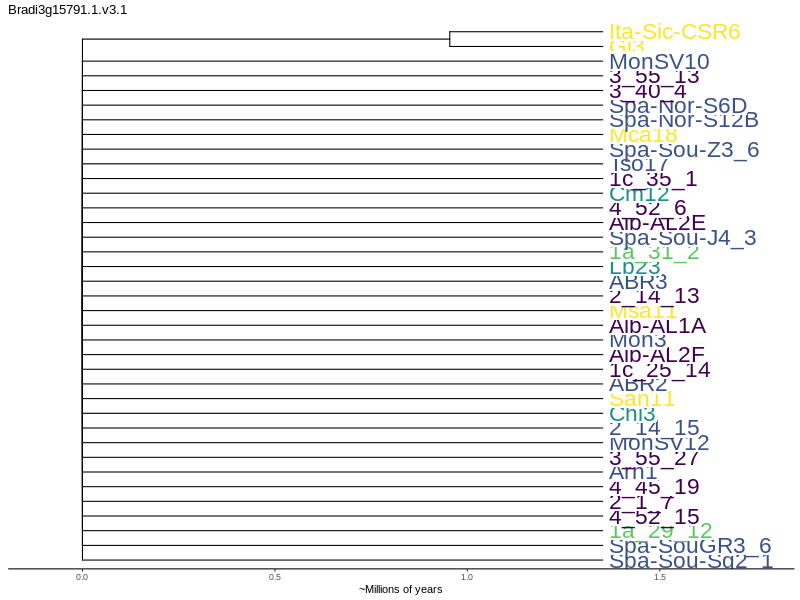 Bradi3g15791.1.v3.1
Ita-Sic-CSR6
Gi3
MonSV10
3_55_13
3_40_4
Spa-Nor-S6D
Spa-Nor-S12B
Mca18
Spa-Sou-Z3_6
Tso17
1c_35_1
Cm12
4_52_6
Alb-AL2E
Spa-Sou-J4_3
1a_31_2
Lb23
ABR3
2_14_13
Msa11
Alb-AL1A
Mon3
Alb-AL2F
1c_25_14
ABR2
San11
Chi3
2_14_15
MonSV12
3_55_27
Arn1
4_45_19
2_1_7
4_52_15
1a_29_12
Spa-SouGR3_6
Spa-Sou-Sg2_1
0.0 0.5 1.0 1.5
~Millions of years